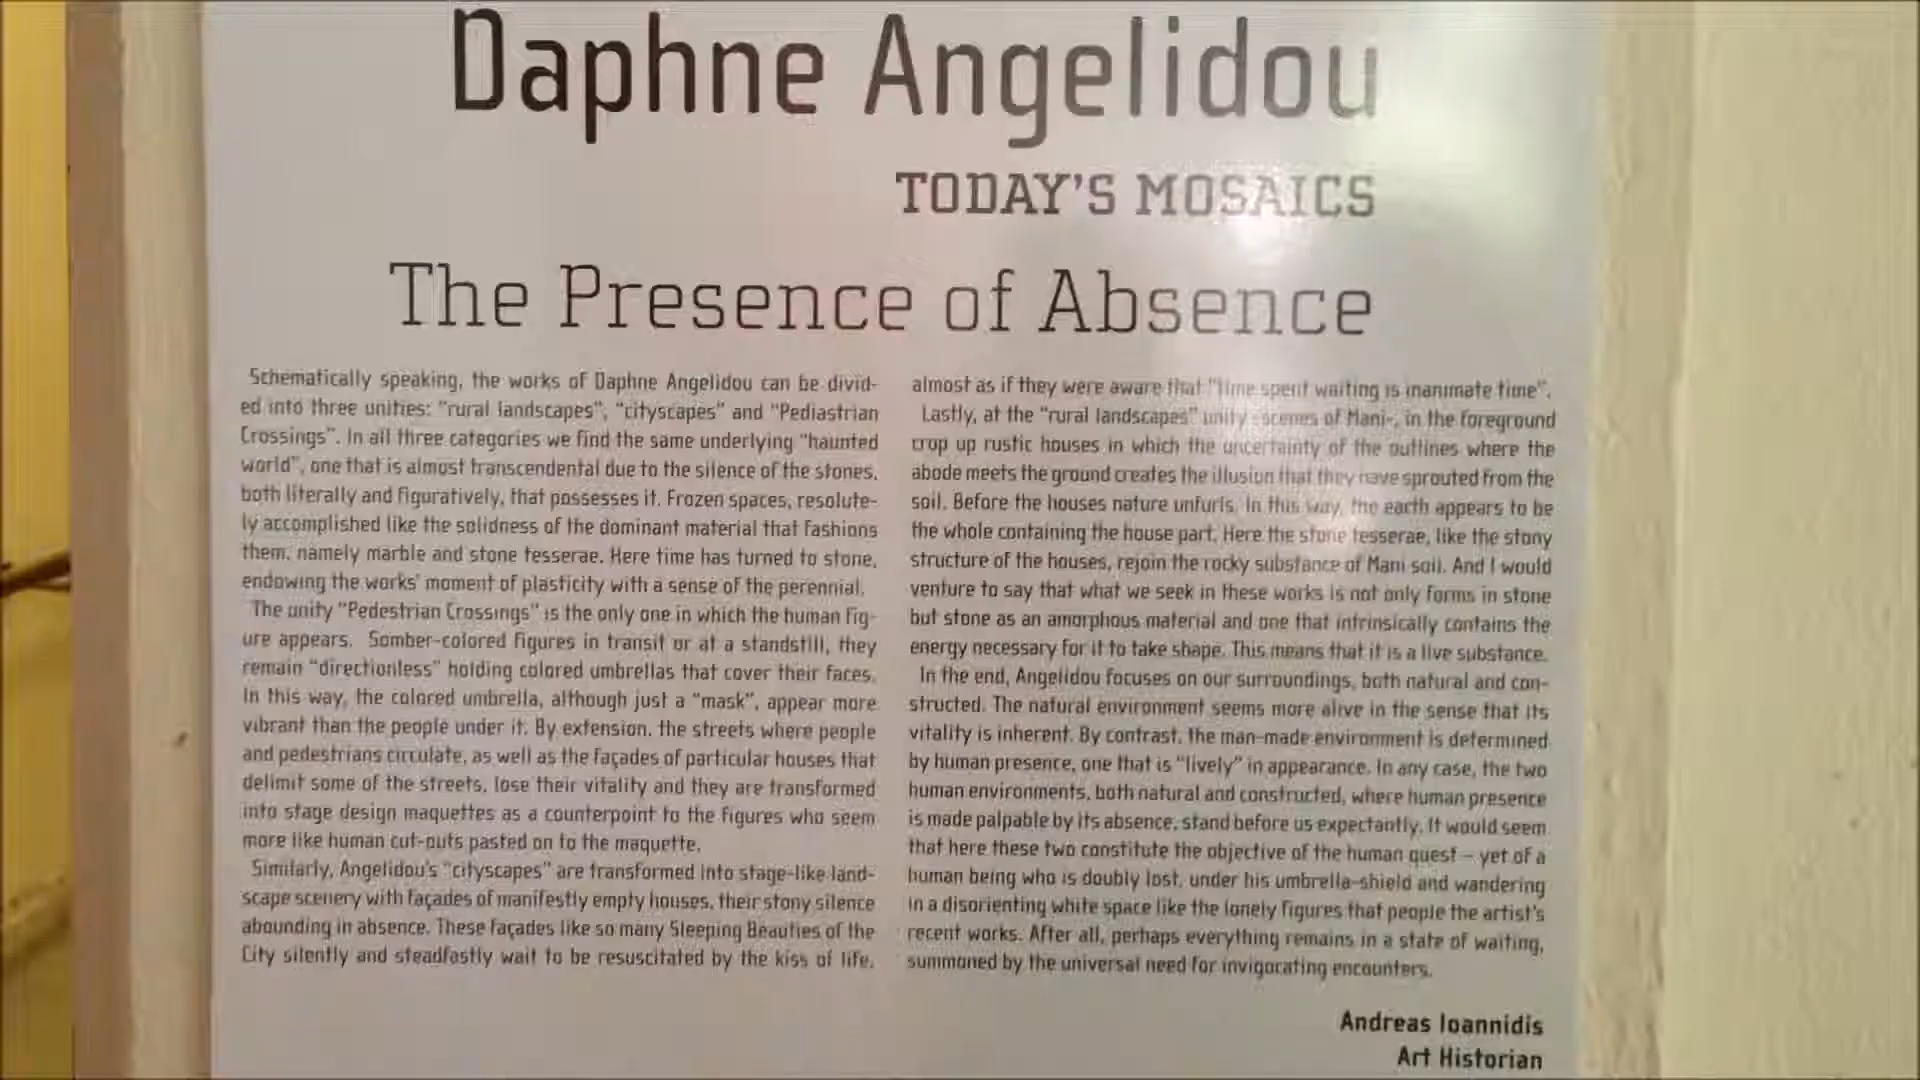 Daphne Angelidou
TODAY'S MOSAICS
The Presence of Absence
Schematically speaking, the works of Daphne Angelidou can be divid-
ed into three unities: "rural landscapes", "cityscapes" and "Pediastrian
Crossings". In all three categories we find the same underlying "haunted
world", one that is almost transcendental due to the silence of the stones,
both literally and figuratively, that possesses it. Frozen spaces, resolute-
ly accomplished like the solidness of the dominant material that fashions
them, namely marble and stone tesserae. Here time has turned to stone,
endowing the works' moment of plasticity with a sense of the perennial.
The unity "Pedestrian Crossings" is the only one in which the human fig-
ure appears. Somber-colored figures in transit or at a standstill, they
remain "directionless" holding colored umbrellas that cover their faces.
In this way, the colored umbrella, although just a "mask", appear more
vibrant than the people under it. By extension, the streets where people
and pedestrians circulate, as well as the façades of particular houses that
delimit some of the streets, lose their vitality and they are transformed
into stage design maquettes as a counterpoint to the figures who seem
more like human cut-outs pasted on to the maquette.
Similarly, Angelidou's "cityscapes" are transformed into stage-like land-
scape scenery with façades of manifestly empty houses, their stony silence
abounding in absence. These façades like so many Sleeping Beauties of the
City silently and steadfastly wait to be resuscitated by the kiss of life,
almost as if they were aware that "time spent waiting is inanimate time".
Lastly, at the "rural landscapes" unity -scenes of Mani-, in the foreground
crop up rustic houses in which the uncertainty of the outlines where the
abode meets the ground creates the illusion that they have sprouted from the
soil. Before the houses nature unfurls. In this way, the earth appears to be
the whole containing the house part. Here the stone tesserae, like the stony
structure of the houses, rejoin the rocky substance of Mani soil. And I would
venture to say that what we seek in these works is not only forms in stone
but stone as an amorphous material and one that intrinsically contains the
energy necessary for it to take shape. This means that it is a live substance.
In the end, Angelidou focuses on our surroundings, both natural and con-
structed. The natural environment seems more alive in the sense that its
vitality is inherent. By contrast, the man-made environment is determined
by human presence, one that is "lively" in appearance. In any case, the two
human environments, both natural and constructed, where human presence
is made palpable by its absence, stand before us expectantly. It would seem
that here these two constitute the objective of the human quest – yet of a
human being who is doubly lost, under his umbrella-shield and wandering
in a disorienting white space like the lonely figures that people the artist's
recent works. After all, perhaps everything remains in a state of waiting,
summoned by the universal need for invigorating encounters.
Andreas Ioannidis
Art Historian